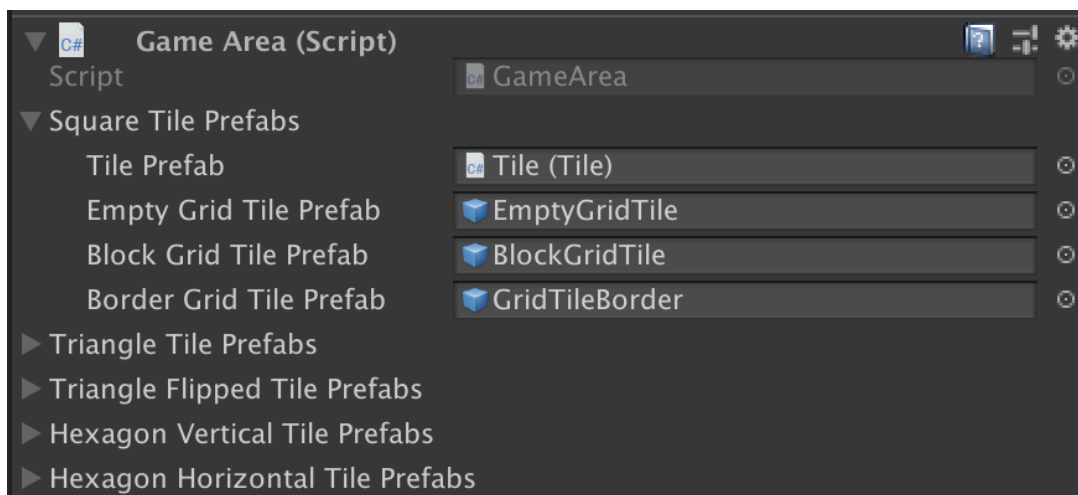 C# Game Area (Script)
Script C# GameArea
Square Tile Prefabs
Tile Prefab C# Tile (Tile)
Empty Grid Tile Prefab EmptyGridTile
Block Grid Tile Prefab BlockGridTile
Border Grid Tile Prefab GridTileBorder
Triangle Tile Prefabs
Triangle Flipped Tile Prefabs
Hexagon Vertical Tile Prefabs
Hexagon Horizontal Tile Prefabs